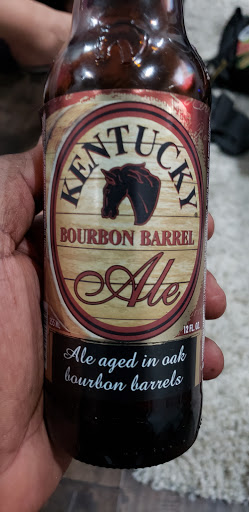 KENTUCKY
BOURBON BARREL
Ale
12 FL. OZ.
Ale aged in oak
bourbon barrels